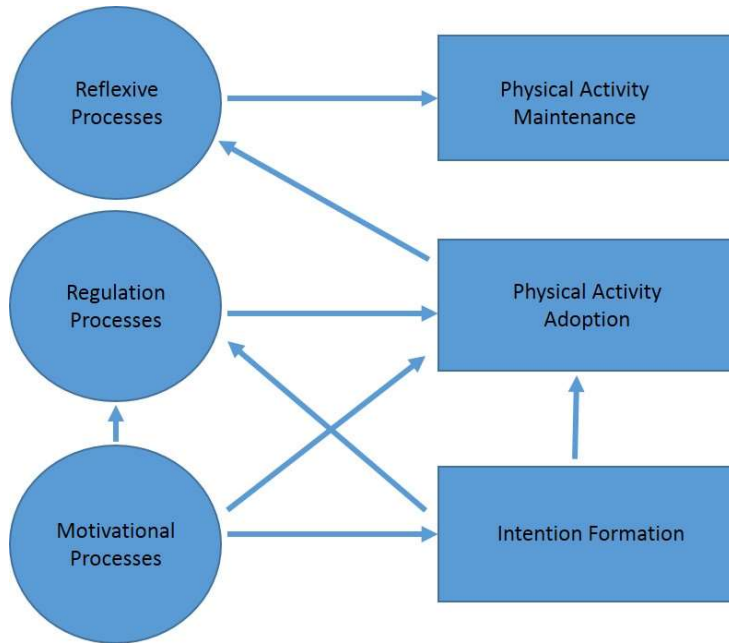 Reflexive
Processes
Physical Activity
Maintenance
Regulation
Processes
Physical Activity
Adoption
Motivational
Processes
Intention Formation